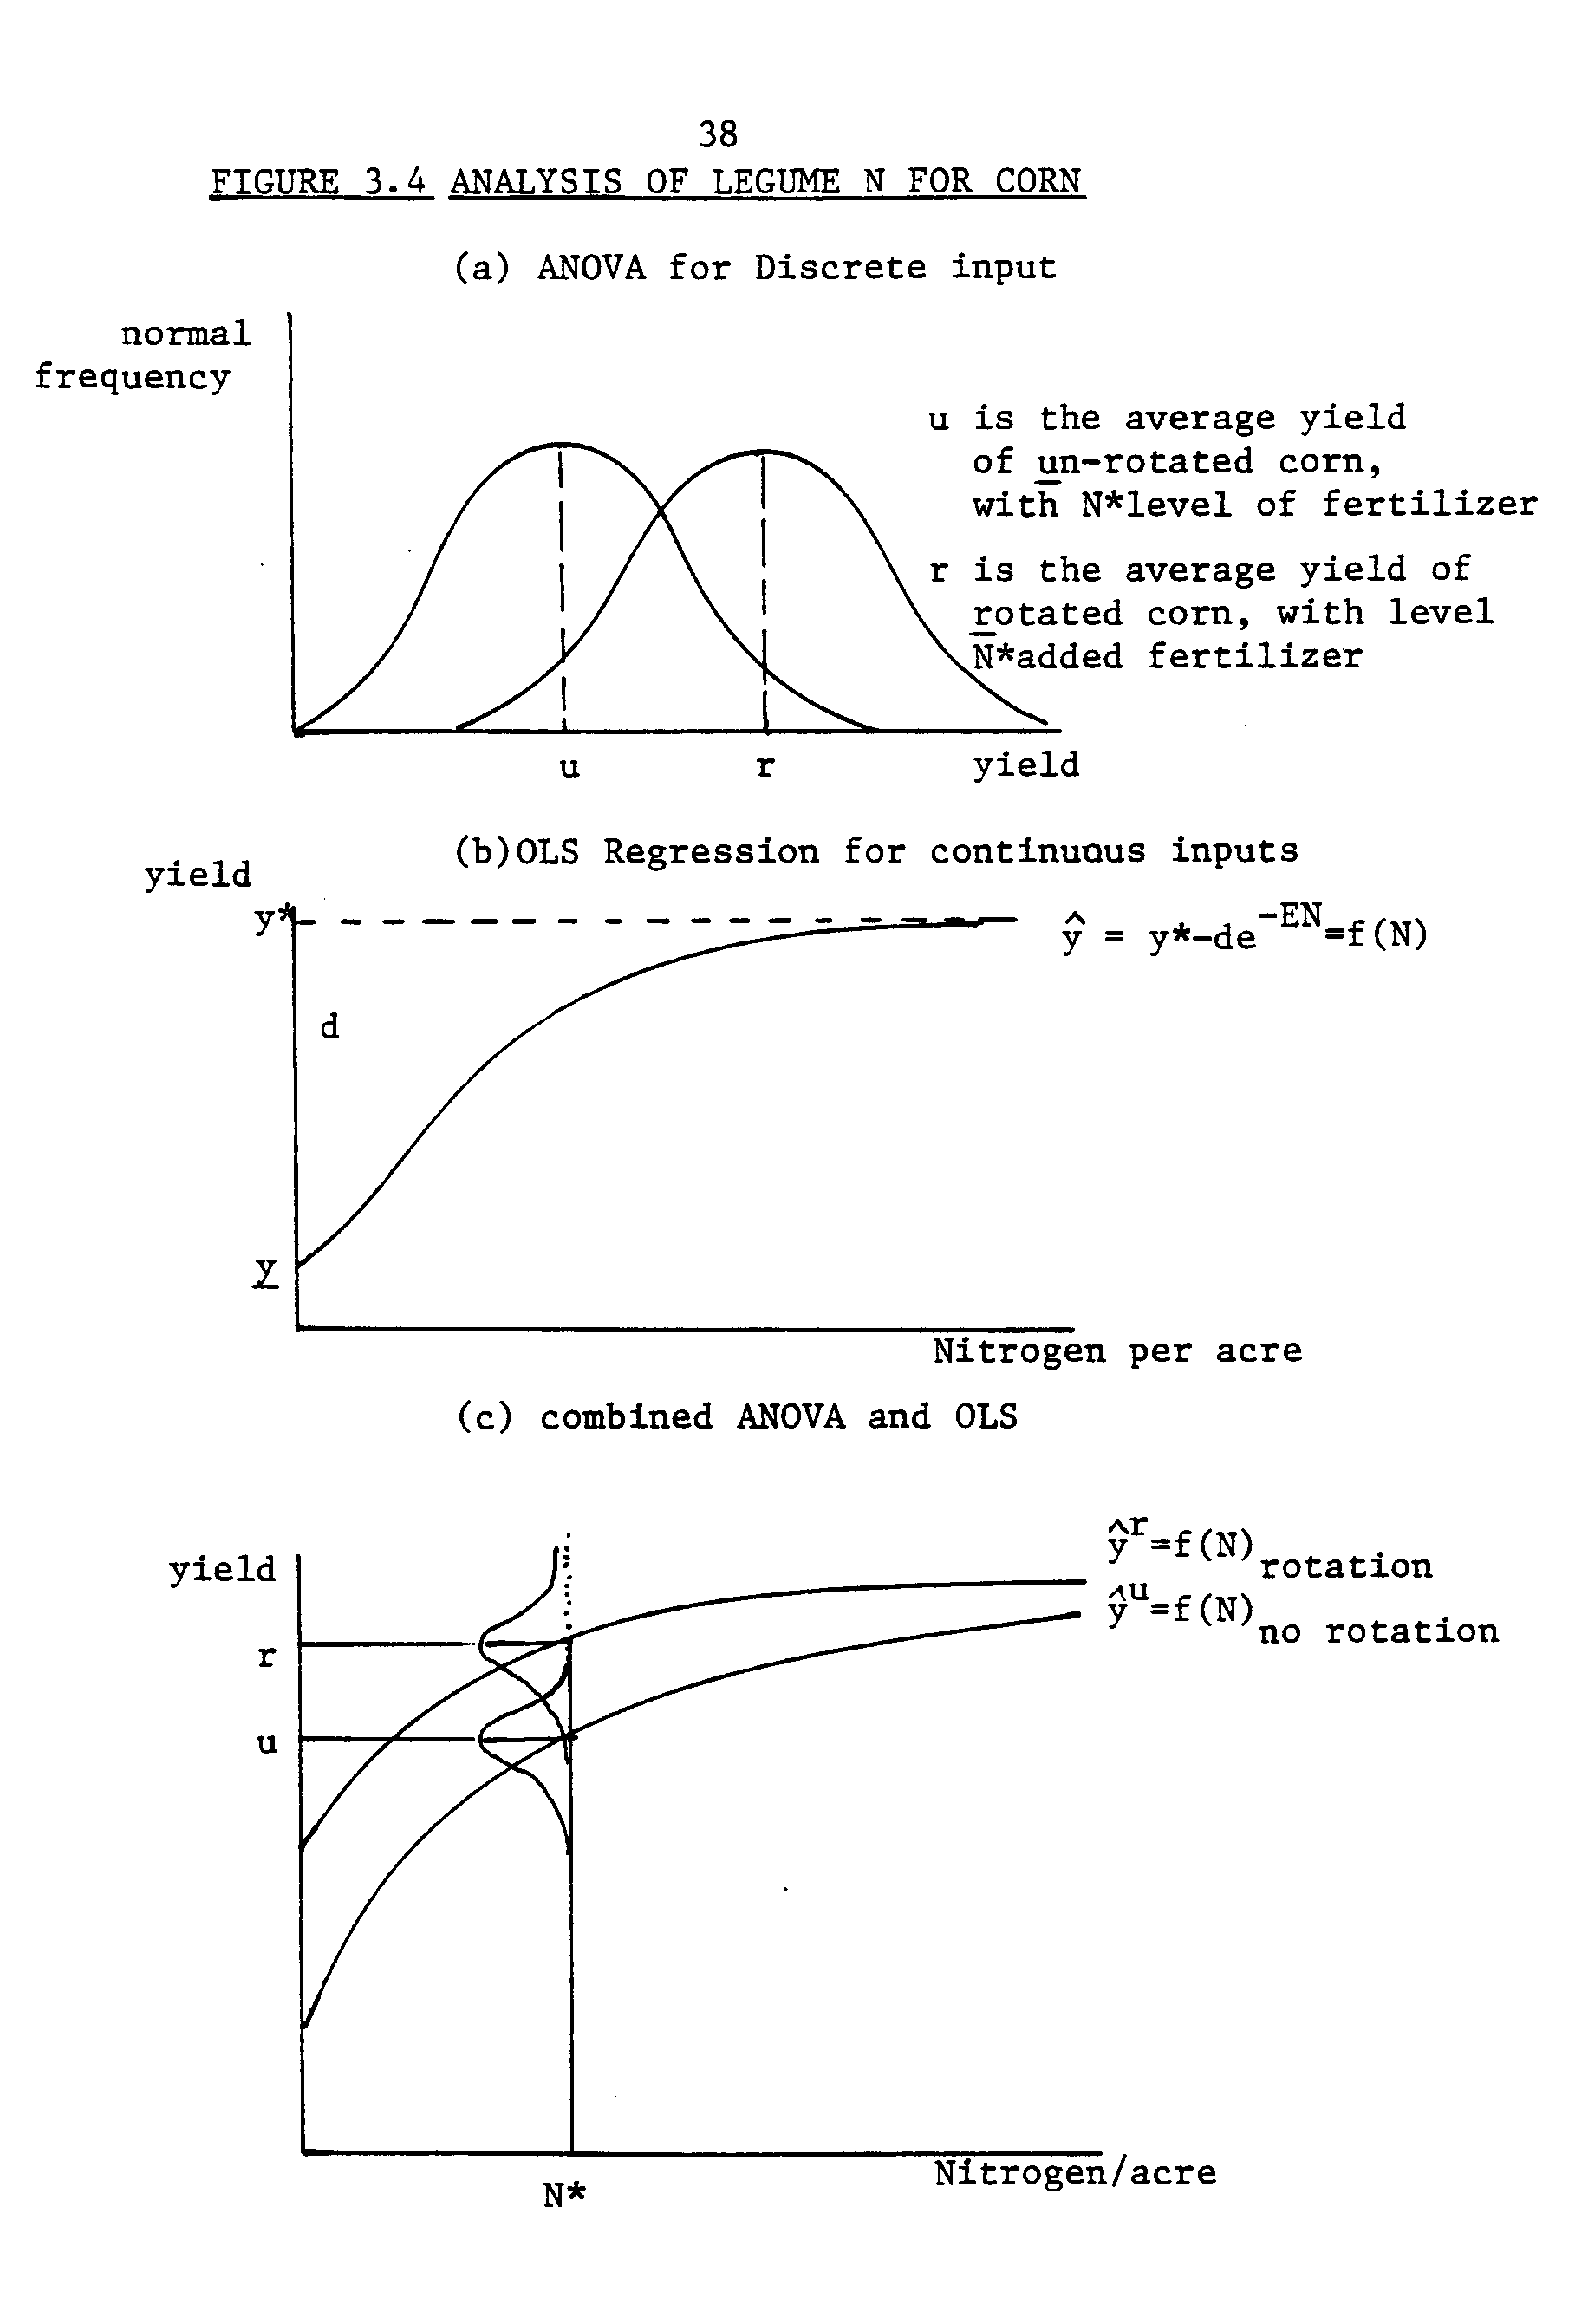 38
FIGURE 3.4 ANALYSIS OF LEGUME N FOR CORN
(a) ANOVA for Discrete input
normal
frequency
u is the average yield
of un-rotated corn,
with N*level of fertilizer
r is the average yield of
rotated corn, with level
N*added fertilizer
u r yield
(b)OLS Regression for continuous inputs
yield
y*
ŷ = y*-de^-EN=f(N)
d
y
Nitrogen per acre
(c) combined ANOVA and OLS
yield
ŷ^r=f(N) rotation
ŷ^u=f(N) no rotation
r
u
N*
Nitrogen/acre